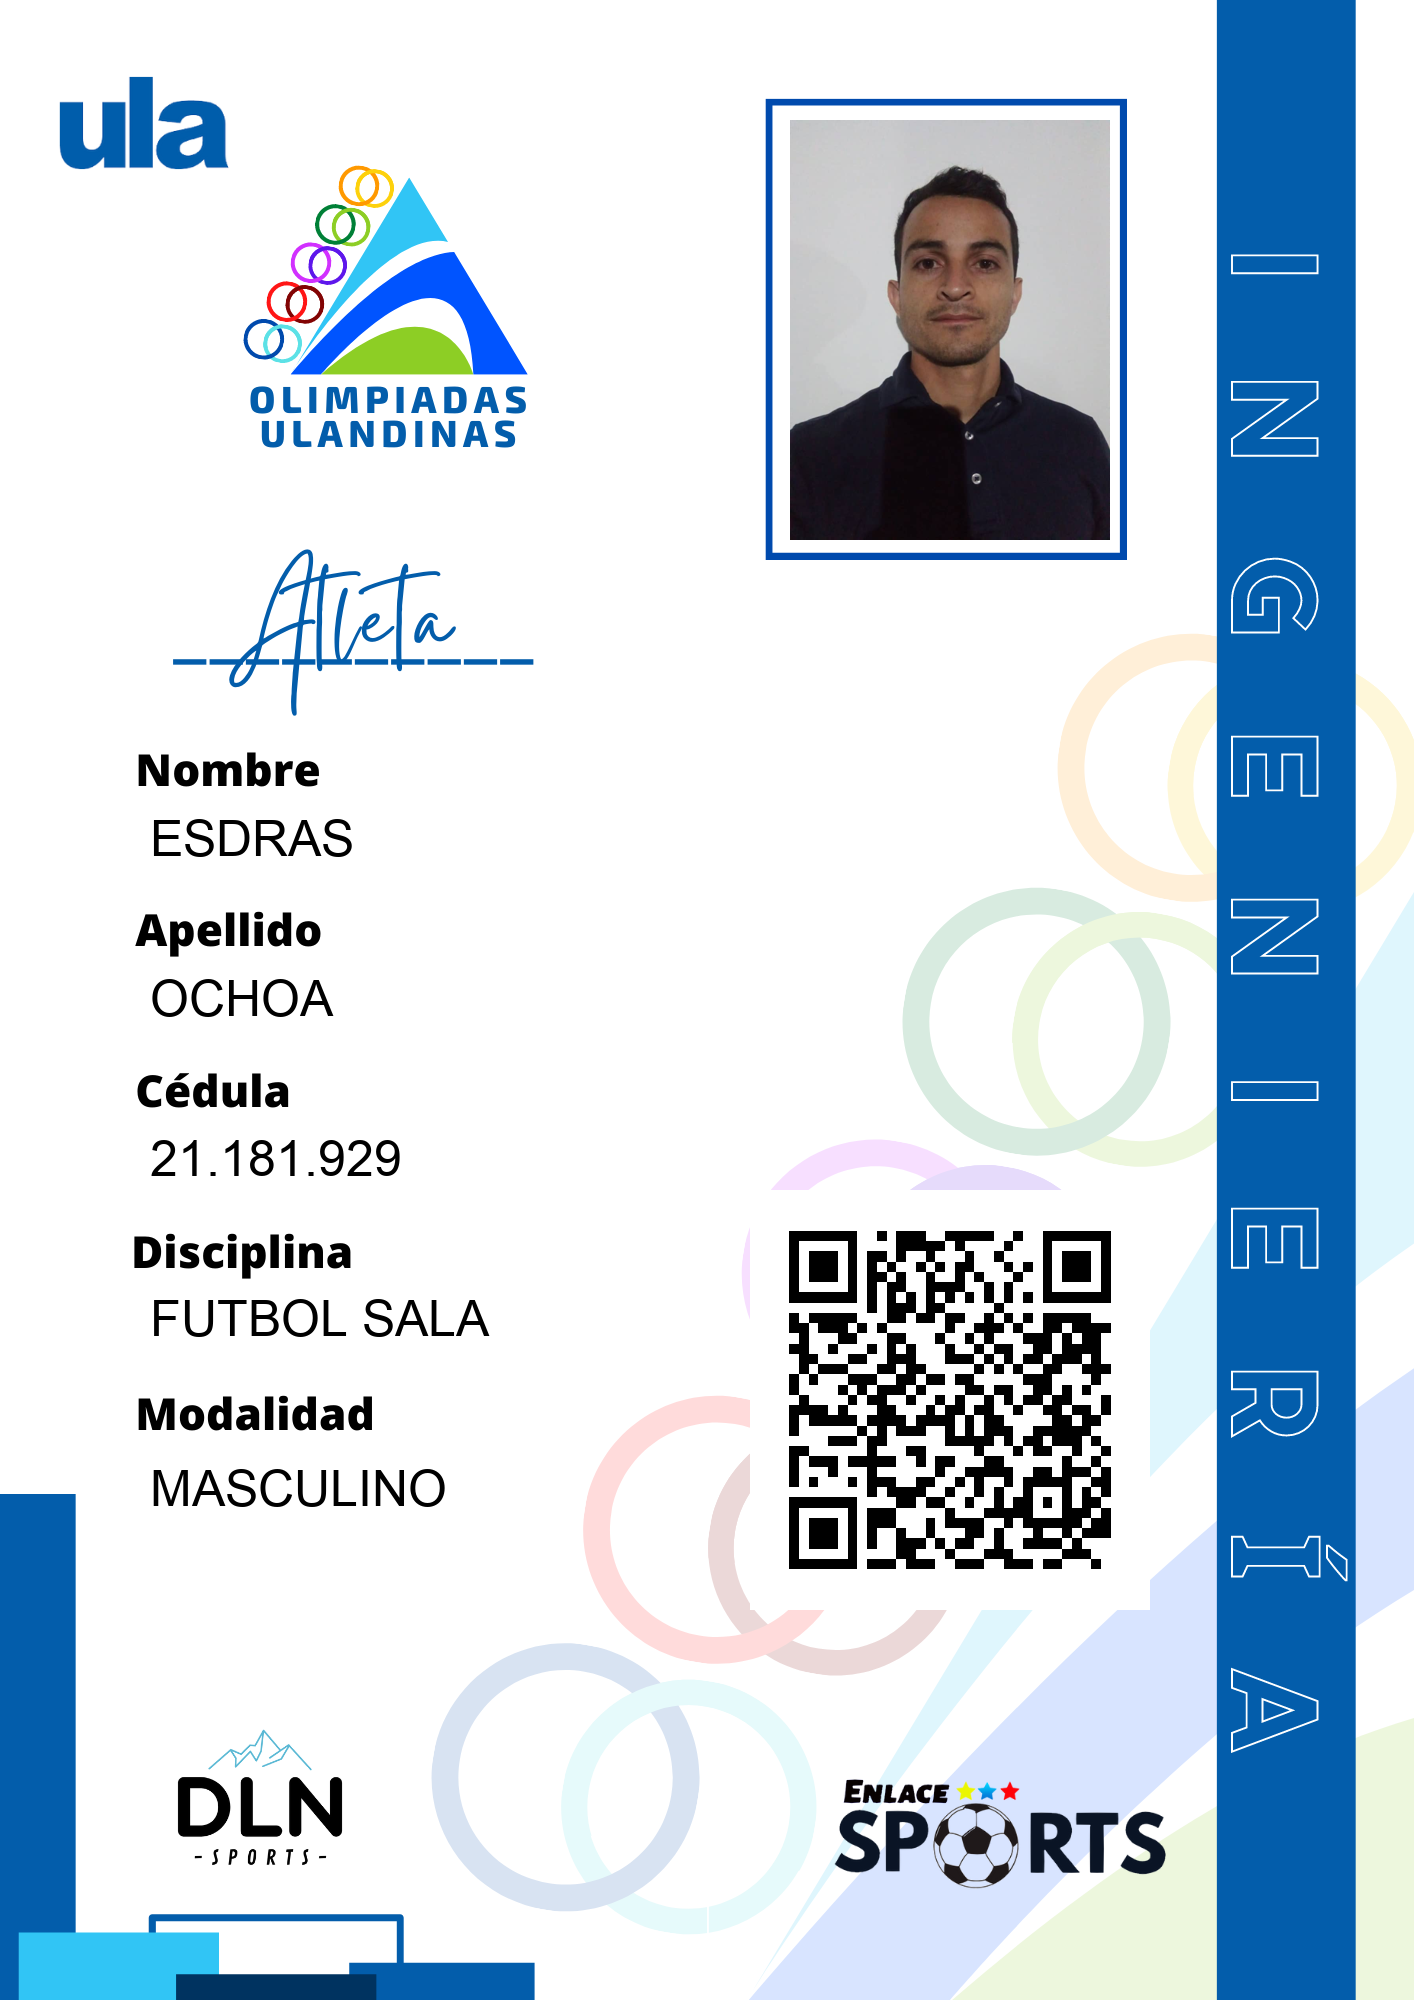 ula
OLIMPIADAS
ULANDINAS
Atleta
Nombre
ESDRAS
Apellido
OCHOA
Cédula
21.181.929
Disciplina
FUTBOL SALA
Modalidad
MASCULINO
DLN
-SPORTS-
ENLACE
SPORTS
INGENIERÍA